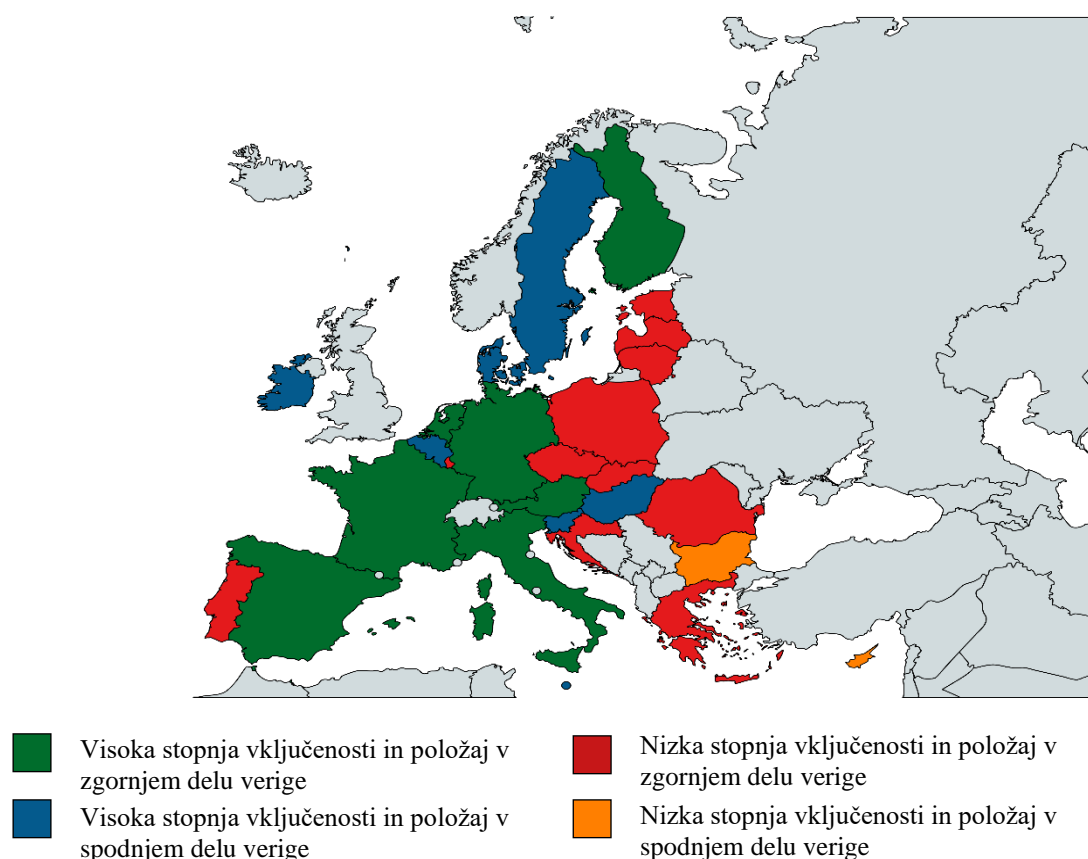 Visoka stopnja vključenosti in položaj v
zgornjem delu verige
Visoka stopnja vključenosti in položaj v
spodnjem delu verige
Nizka stopnja vključenosti in položaj v
zgornjem delu verige
Nizka stopnja vključenosti in položaj v
spodnjem delu verige